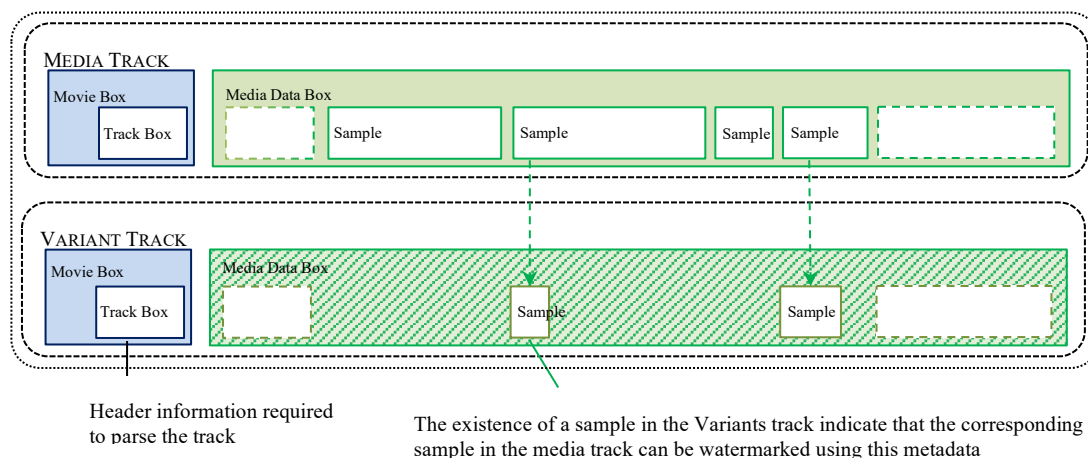 MEDIA TRACK
Movie Box
Track Box
Media Data Box
Sample
Sample
Sample
Sample
VARIANT TRACK
Movie Box
Track Box
Media Data Box
Sample
Sample
Header information required
to parse the track
The existence of a sample in the Variants track indicate that the corresponding
sample in the media track can be watermarked using this metadata